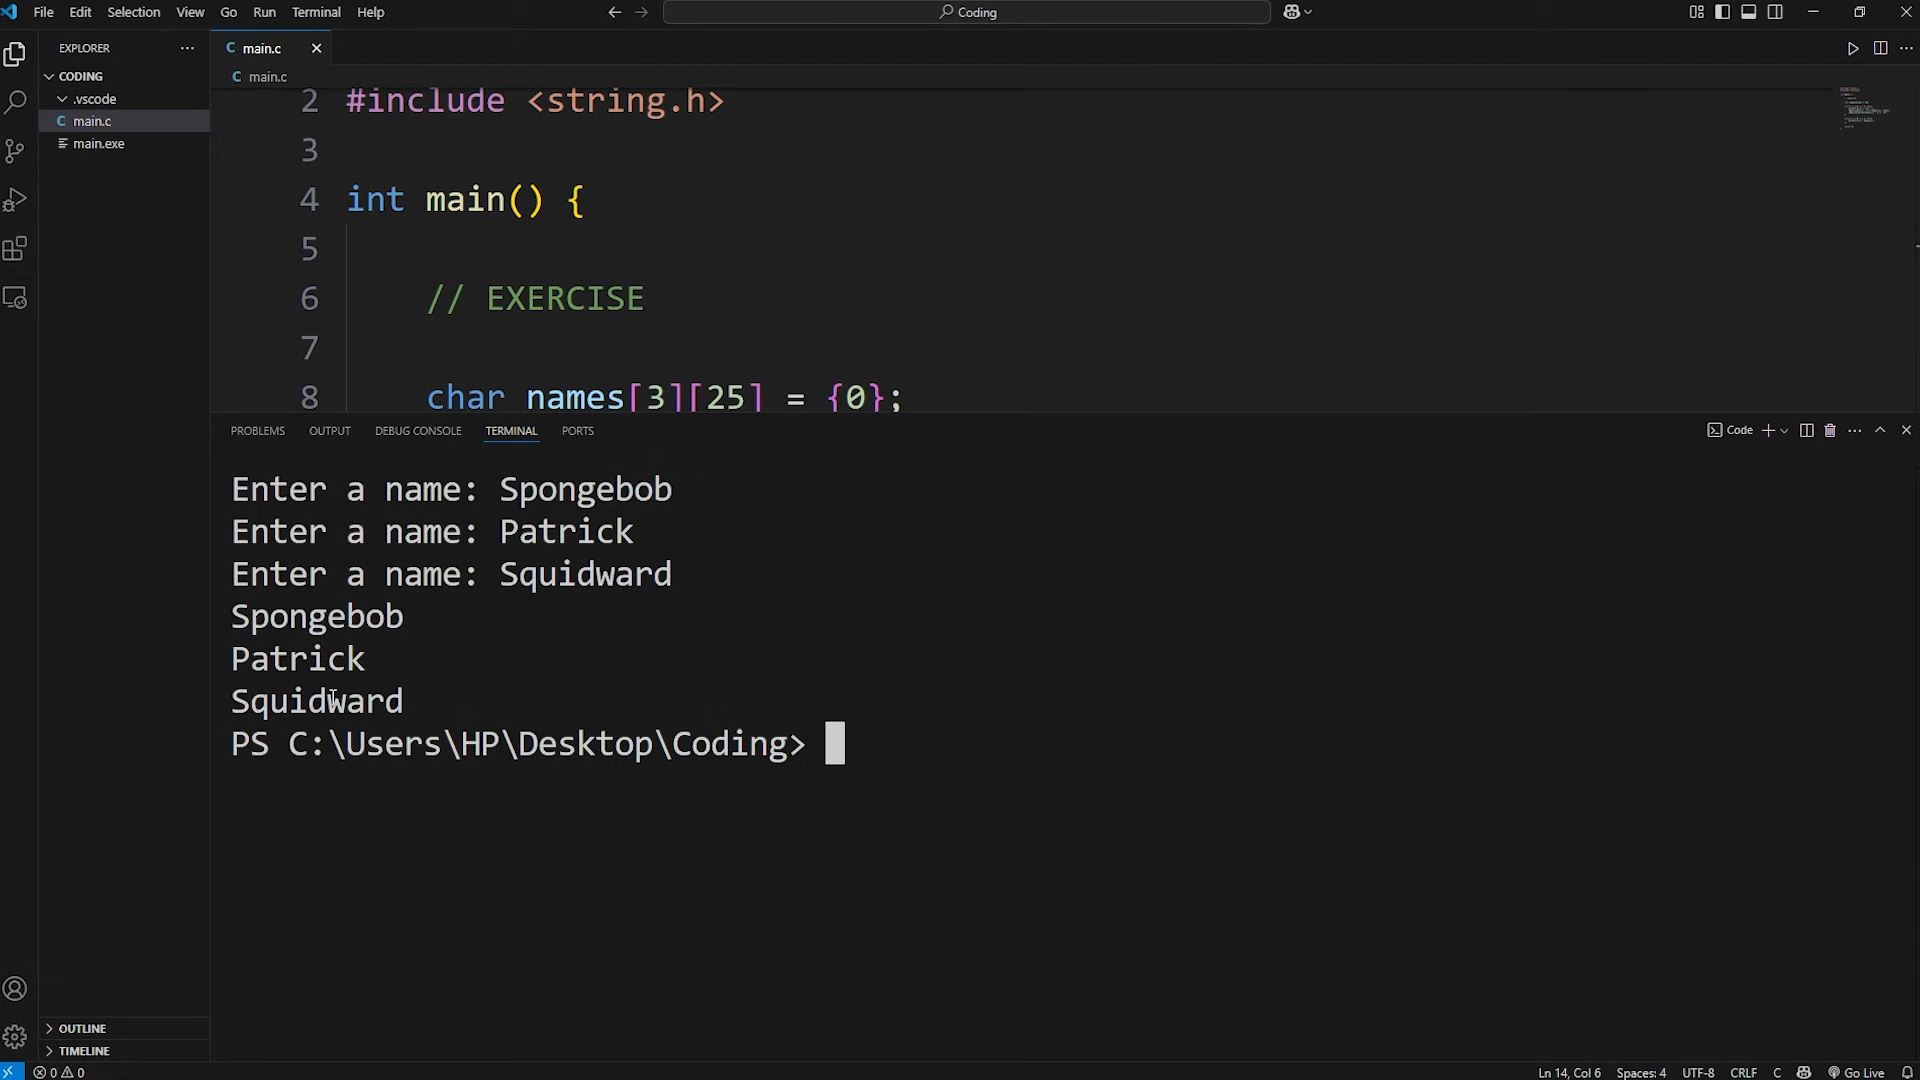 File Edit Selection View Go Run Terminal Help
Coding
EXPLORER
CODING
.vscode
C main.c
main.exe
OUTLINE
TIMELINE
C main.c
C main.c
2 #include <string.h>
3
4 int main() {
5
6 // EXERCISE
7
8 char names[3][25] = {0};
PROBLEMS OUTPUT DEBUG CONSOLE TERMINAL PORTS
Code
Enter a name: Spongebob
Enter a name: Patrick
Enter a name: Squidward
Spongebob
Patrick
Squidward
PS C:\Users\HP\Desktop\Coding>
0 0
Ln 14, Col 6 Spaces: 4 UTF-8 CRLF C Go Live